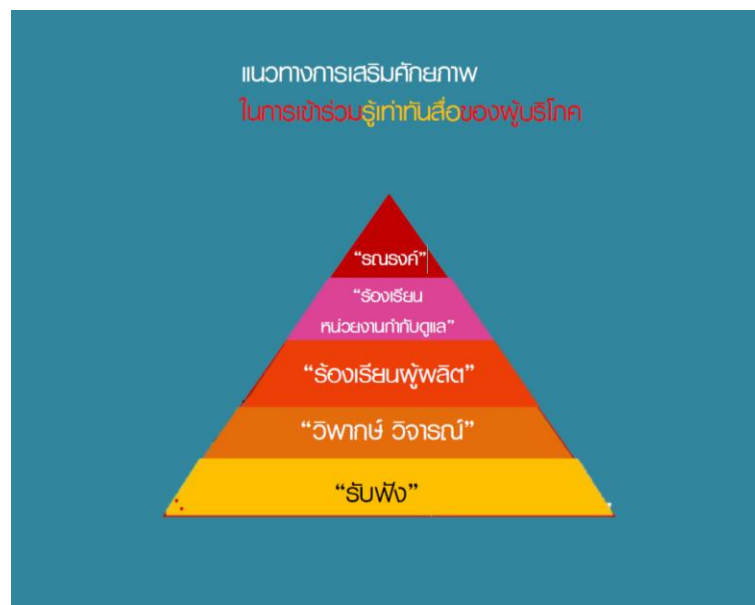 แนวทางการเสริมศักยภาพ
ในการเข้าร่วมรู้เท่าทันสื่อของผู้บริโภค
“รณรงค์”
“ร้องเรียน
หน่วยงานกำกับดูแล”
“ร้องเรียนผู้ผลิต”
“วิพากษ์ วิจารณ์”
“รับฟัง”